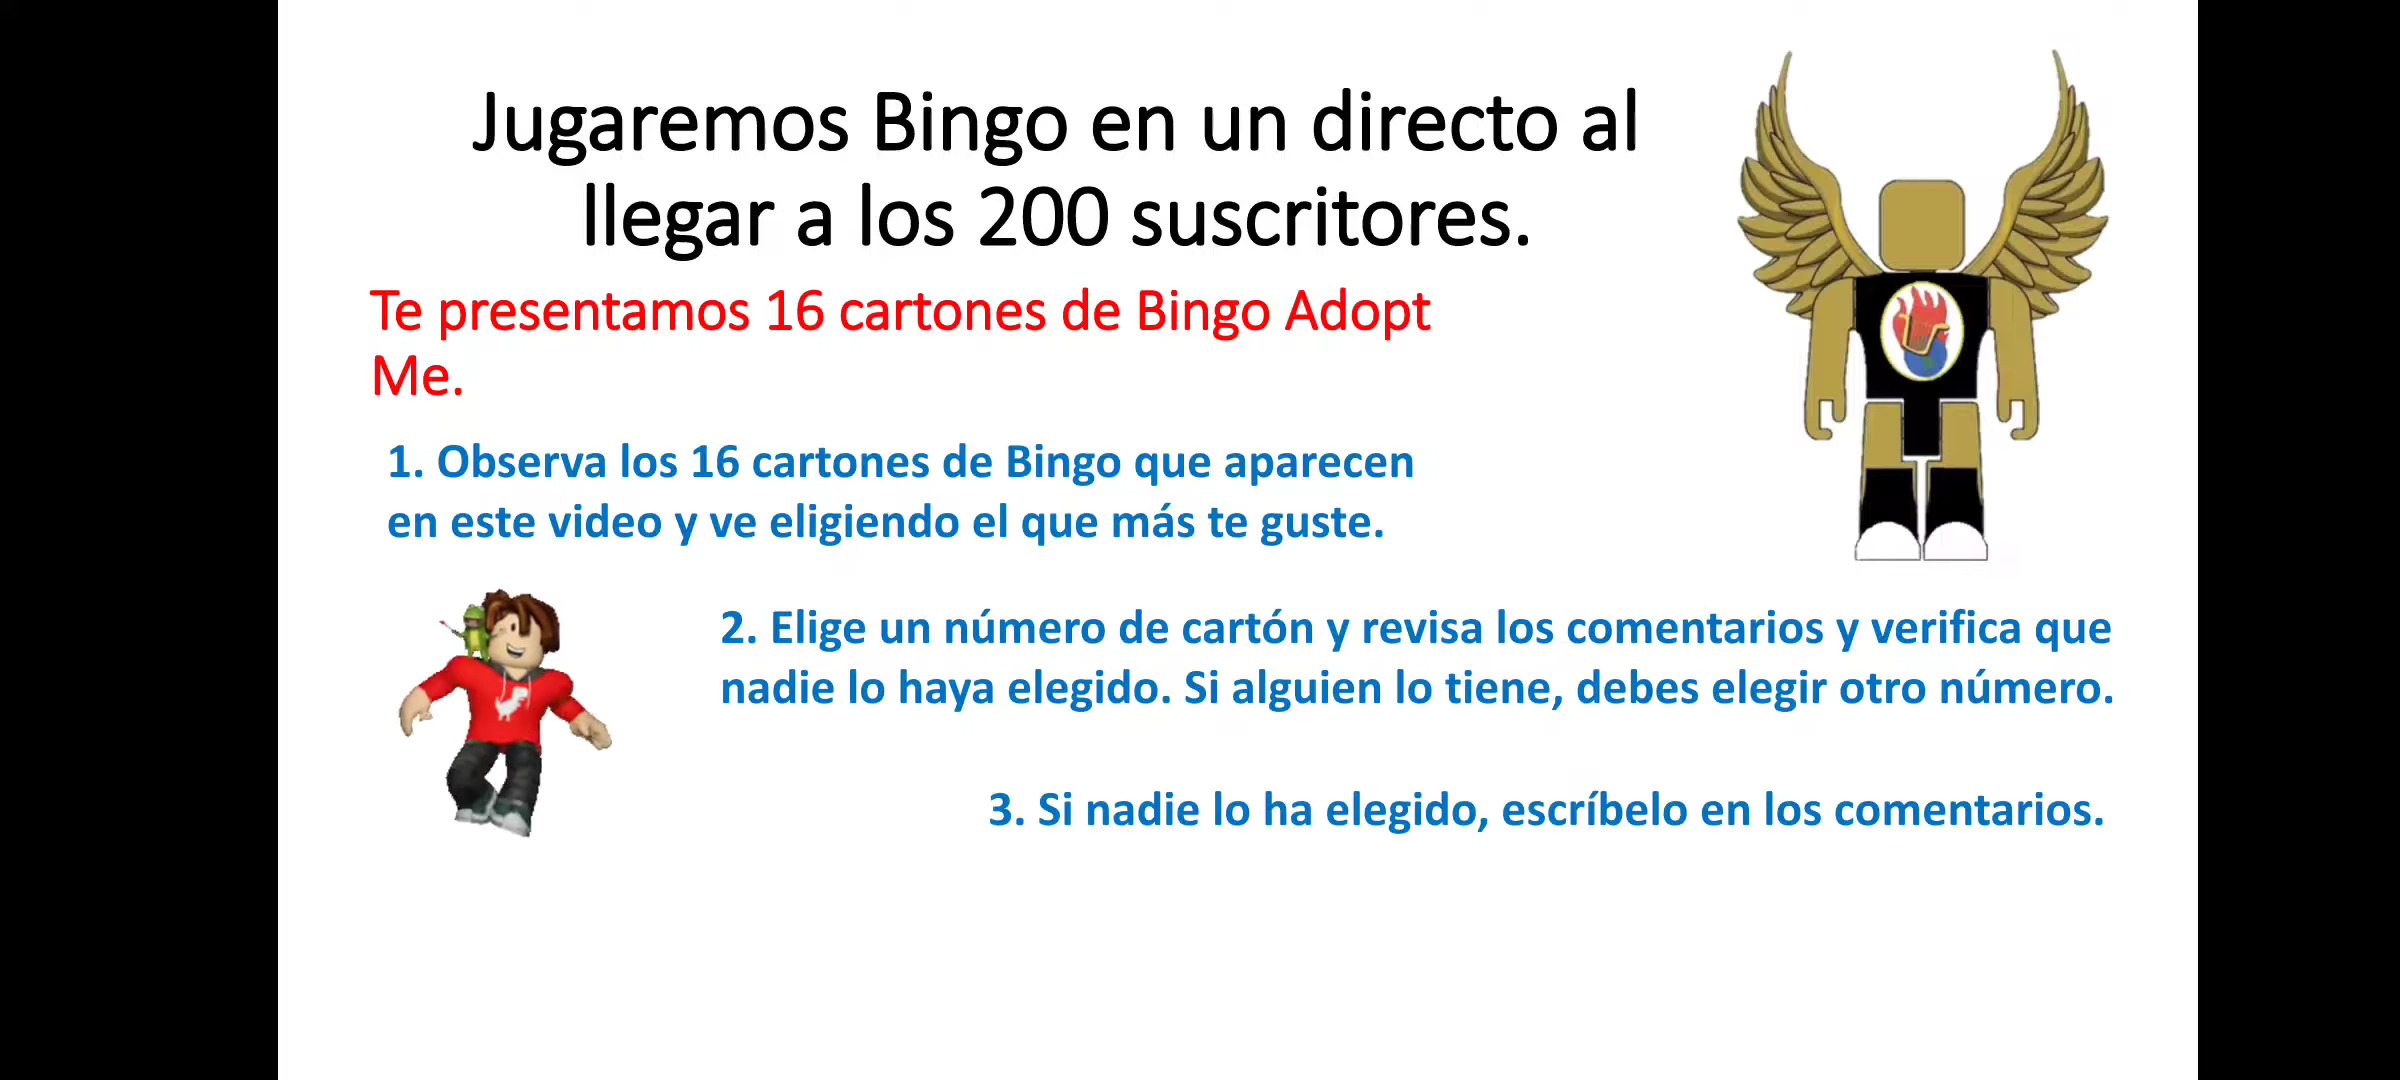 Jugaremos Bingo en un directo al
llegar a los 200 suscritores.
Te presentamos 16 cartones de Bingo Adopt
Me.
1. Observa los 16 cartones de Bingo que aparecen
en este video y ve eligiendo el que más te guste.
2. Elige un número de cartón y revisa los comentarios y verifica que
nadie lo haya elegido. Si alguien lo tiene, debes elegir otro número.
3. Si nadie lo ha elegido, escríbelo en los comentarios.